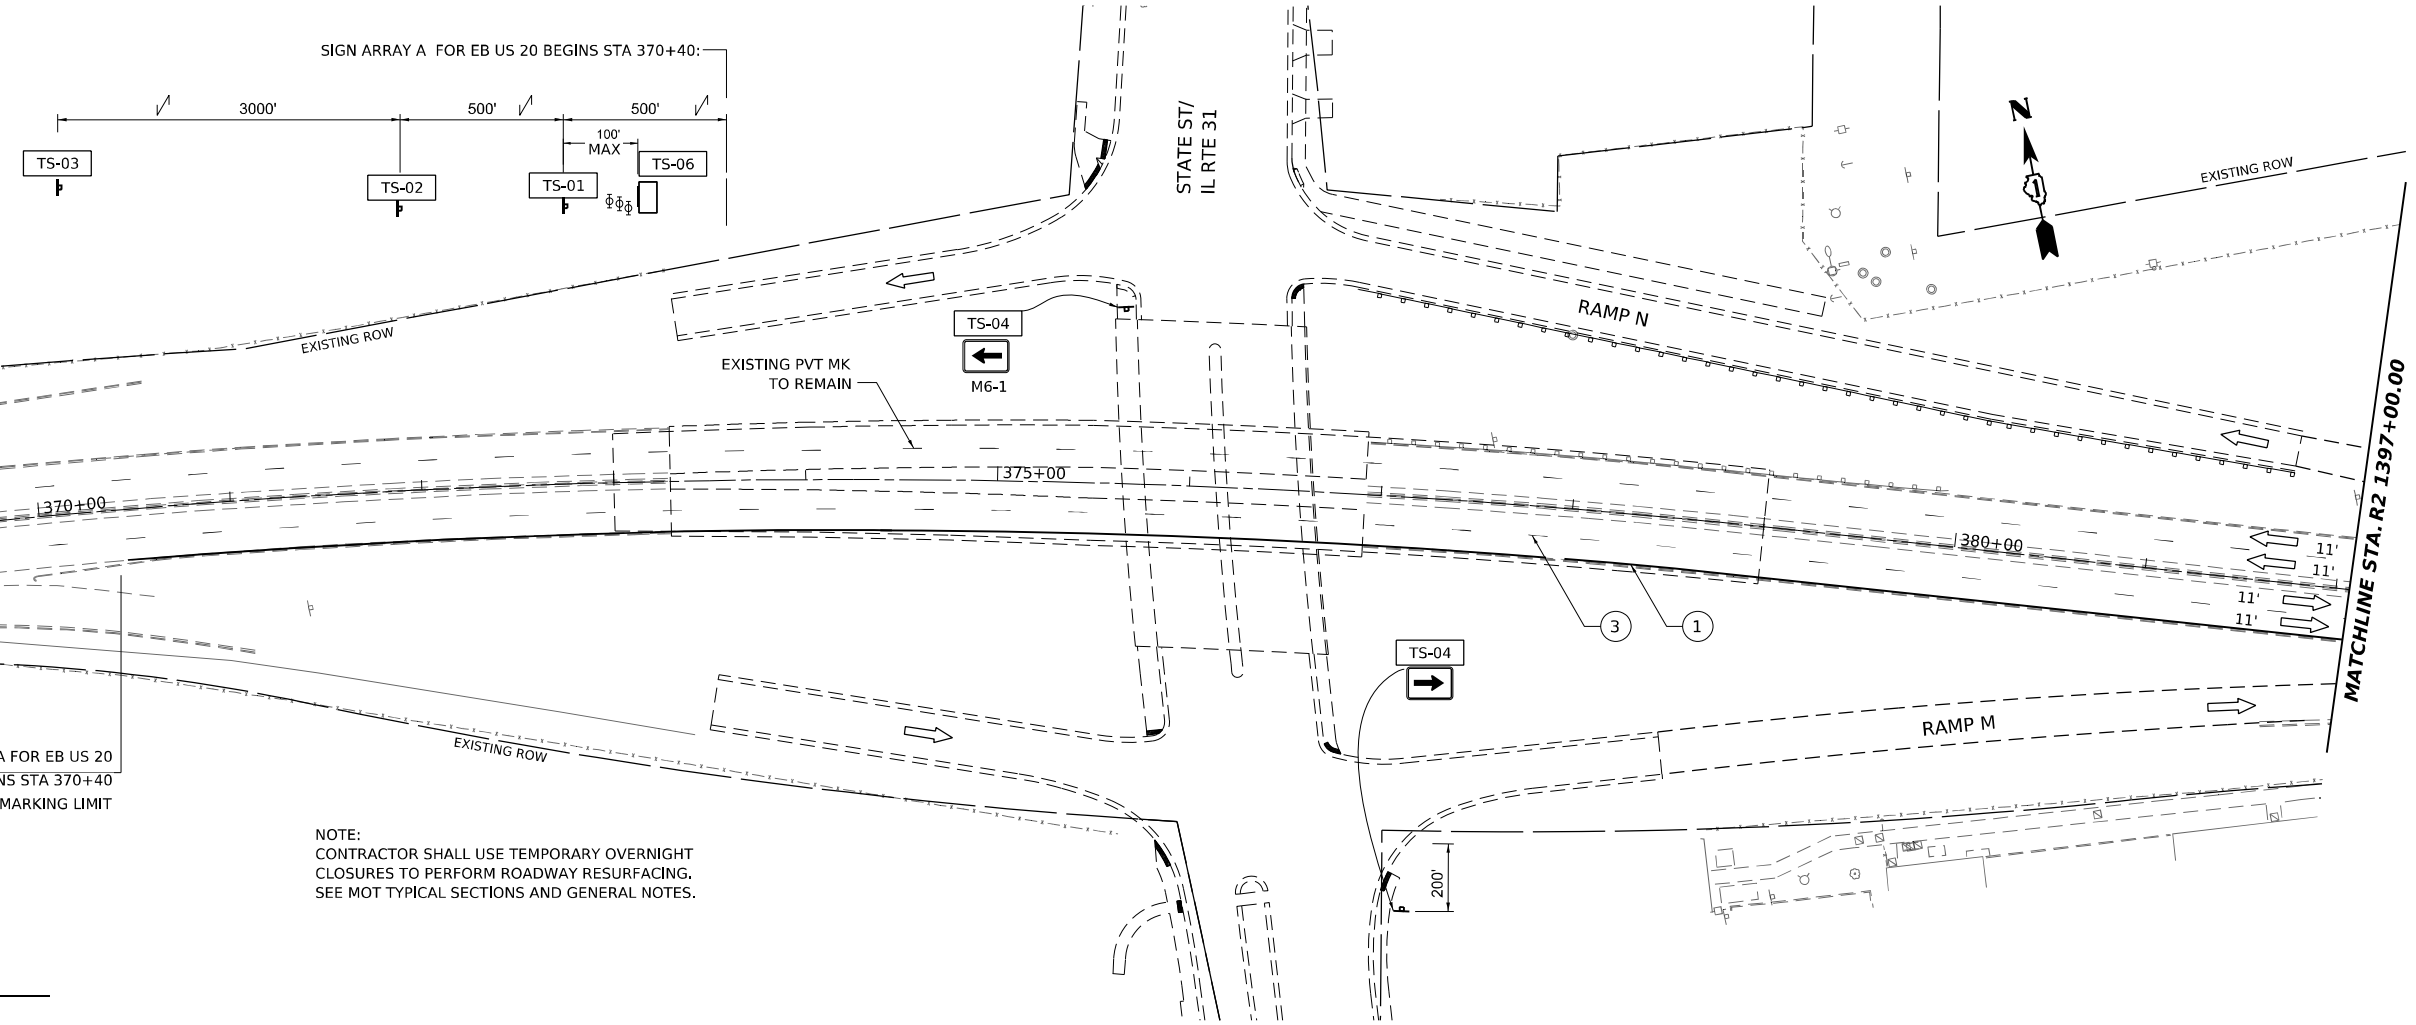 SIGN ARRAY A FOR EB US 20 BEGINS STA 370+40:
3000'
500'
500'
100'
MAX
TS-03
TS-02
TS-01
TS-06
STATE ST/
IL RTE 31
N
1
EXISTING ROW
EXISTING ROW
RAMP N
TS-04
M6-1
EXISTING PVT MK
TO REMAIN
370+00
375+00
380+00
11'
11'
11'
11'
MATCHLINE STA. R2 1397+00.00
3
1
TS-04
RAMP M
EXISTING ROW
A FOR EB US 20
NS STA 370+40
MARKING LIMIT
NOTE:
CONTRACTOR SHALL USE TEMPORARY OVERNIGHT
CLOSURES TO PERFORM ROADWAY RESURFACING.
SEE MOT TYPICAL SECTIONS AND GENERAL NOTES.
200'